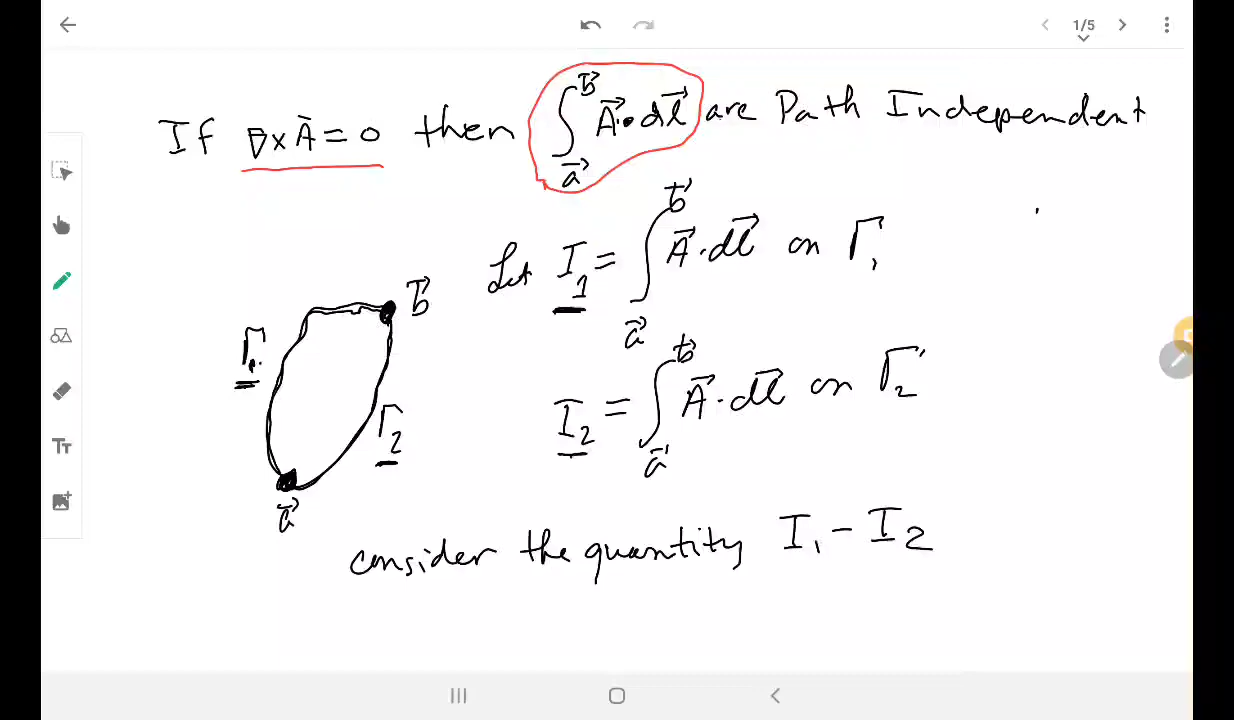 1/5
If ∇×A⃗=0 then ∫_a⃗^b⃗ A⃗·dl⃗ are Path Independent
Let I₁ = ∫_a⃗^b⃗ A⃗·dl⃗ on Γ₁
b⃗
Γ₁
I₂ = ∫_a⃗^b⃗ A⃗·dl⃗ on Γ₂
Γ₂
a⃗
Tт
consider the quantity I₁ - I₂